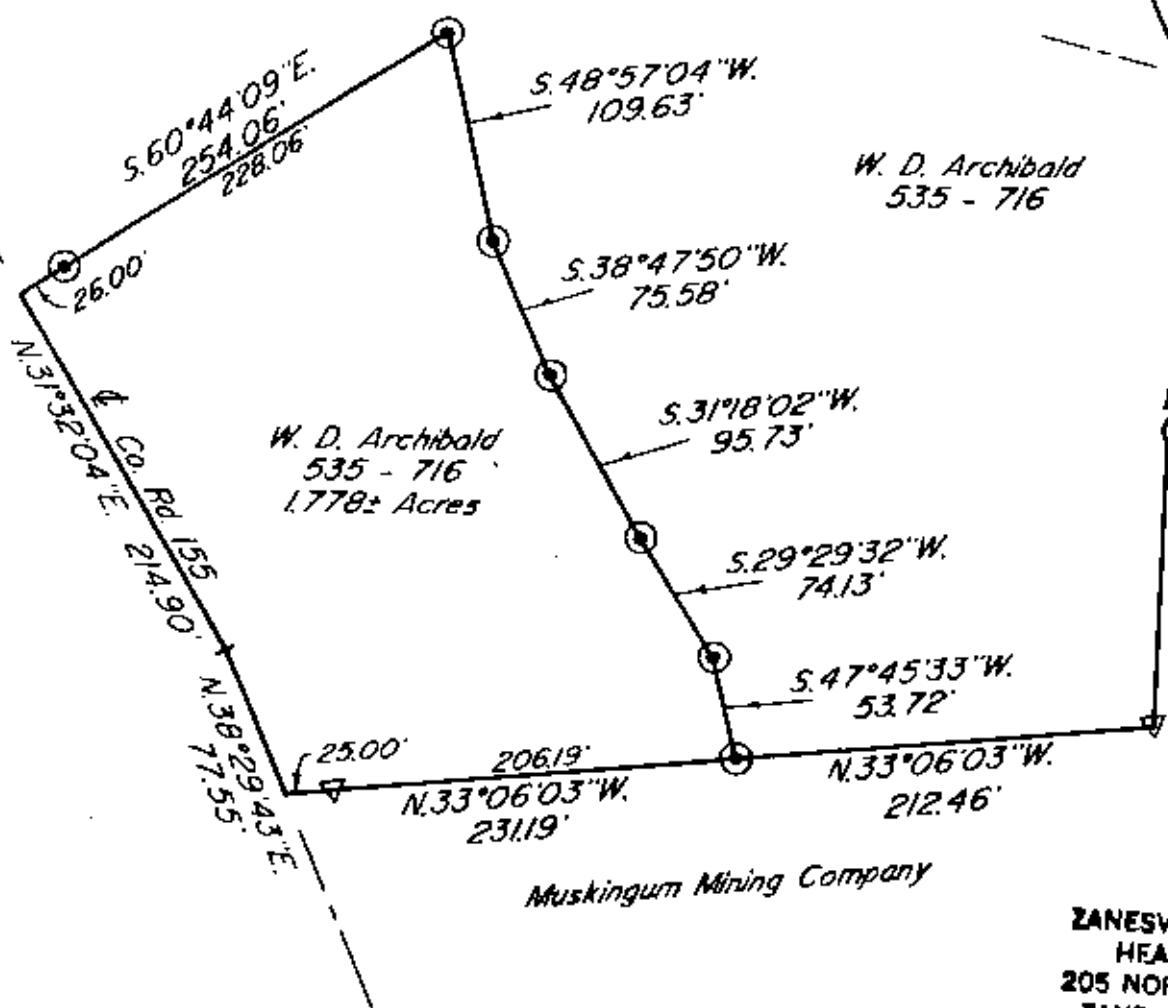 S.60°44'09"E.
254.06'
228.06'
26.00'
S.48°57'04"W.
109.63'
W. D. Archibald
535 - 716
S.38°47'50"W.
75.58'
S.31°18'02"W.
95.73'
N.31°32'04"E. 214.90'
℄ Co. Rd. 155
W. D. Archibald
535 - 716
1.778± Acres
S.29°29'32"W.
74.13'
S.47°45'33"W.
53.72'
N.38°29'43"E.
77.55'
25.00'
206.19'
N.33°06'03"W.
231.19'
N.33°06'03"W.
212.46'
Muskingum Mining Company
ZANESV
HEA
205 NOR